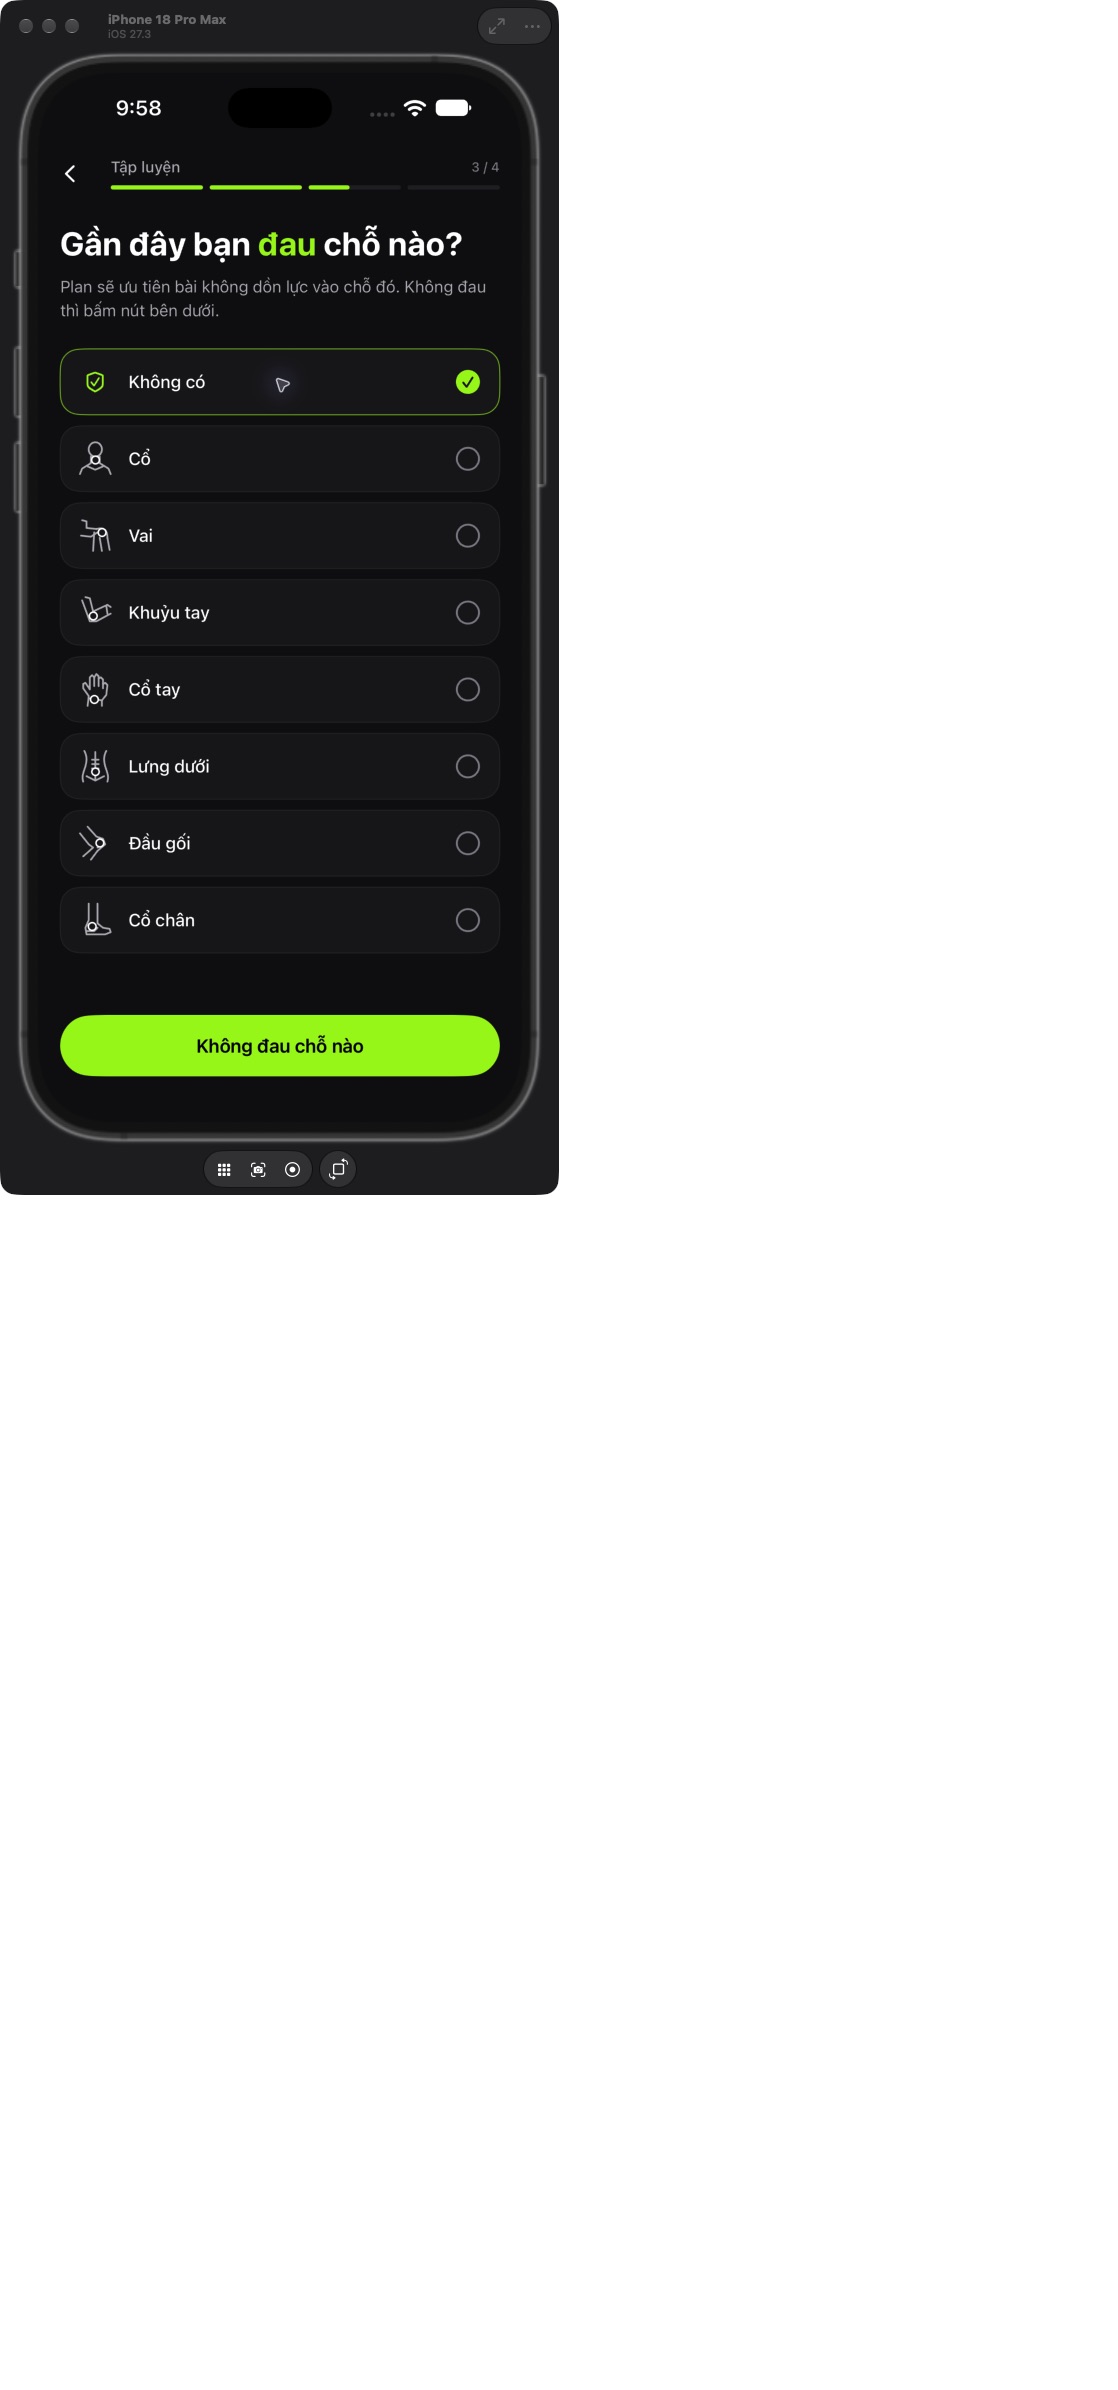 iPhone 18 Pro Max
iOS 27.3
9:58
Tập luyện
3 / 4
Gần đây bạn đau chỗ nào?
Plan sẽ ưu tiên bài không dồn lực vào chỗ đó. Không đau
thì bấm nút bên dưới.
Không có
Cổ
Vai
Khuỷu tay
Cổ tay
Lưng dưới
Đầu gối
Cổ chân
Không đau chỗ nào